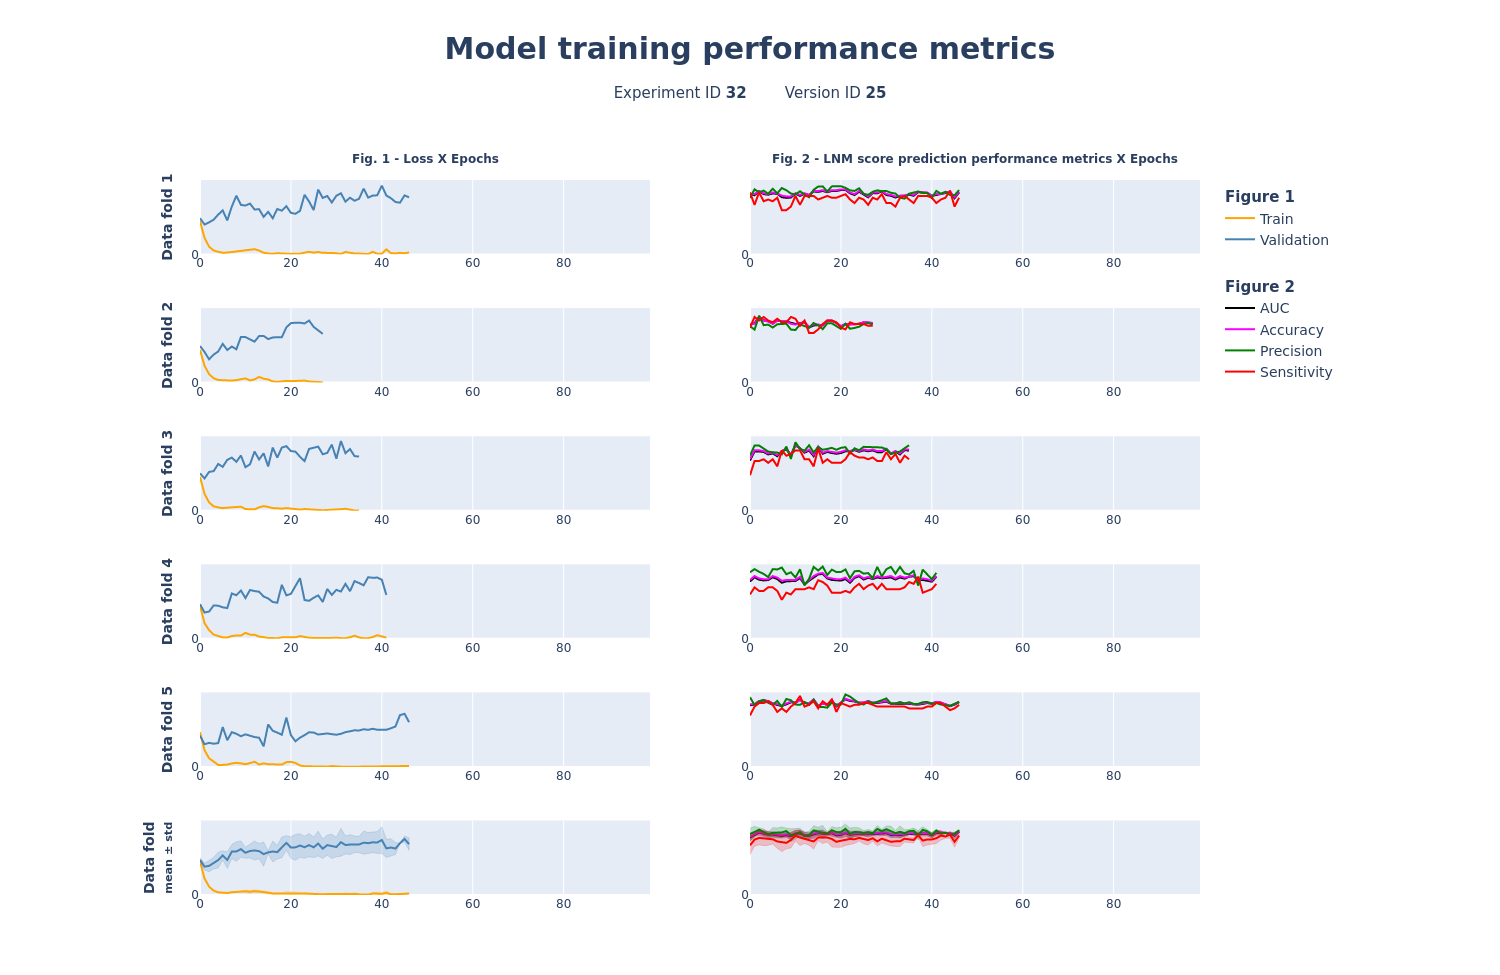 Model training performance metrics
Experiment ID 32 Version ID 25
Fig. 1 - Loss X Epochs
Fig. 2 - LNM score prediction performance metrics X Epochs
Data fold 1
0
0 20 40 60 80
0
0 20 40 60 80
Data fold 2
0
0 20 40 60 80
0
0 20 40 60 80
Data fold 3
0
0 20 40 60 80
0
0 20 40 60 80
Data fold 4
0
0 20 40 60 80
0
0 20 40 60 80
Data fold 5
0
0 20 40 60 80
0
0 20 40 60 80
Data fold
mean ± std
0
0 20 40 60 80
0
0 20 40 60 80
Figure 1
Train
Validation
Figure 2
AUC
Accuracy
Precision
Sensitivity